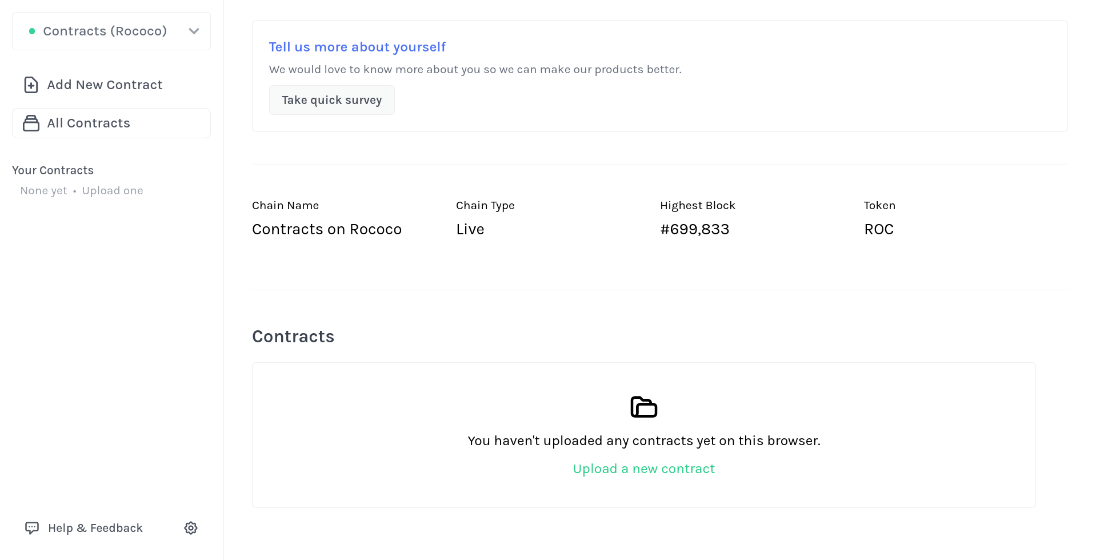 Contracts (Rococo)
Add New Contract
All Contracts
Your Contracts
None yet • Upload one
Help & Feedback
Tell us more about yourself
We would love to know more about you so we can make our products better.
Take quick survey
Chain Name
Contracts on Rococo
Chain Type
Live
Highest Block
#699,833
Token
ROC
Contracts
You haven't uploaded any contracts yet on this browser.
Upload a new contract